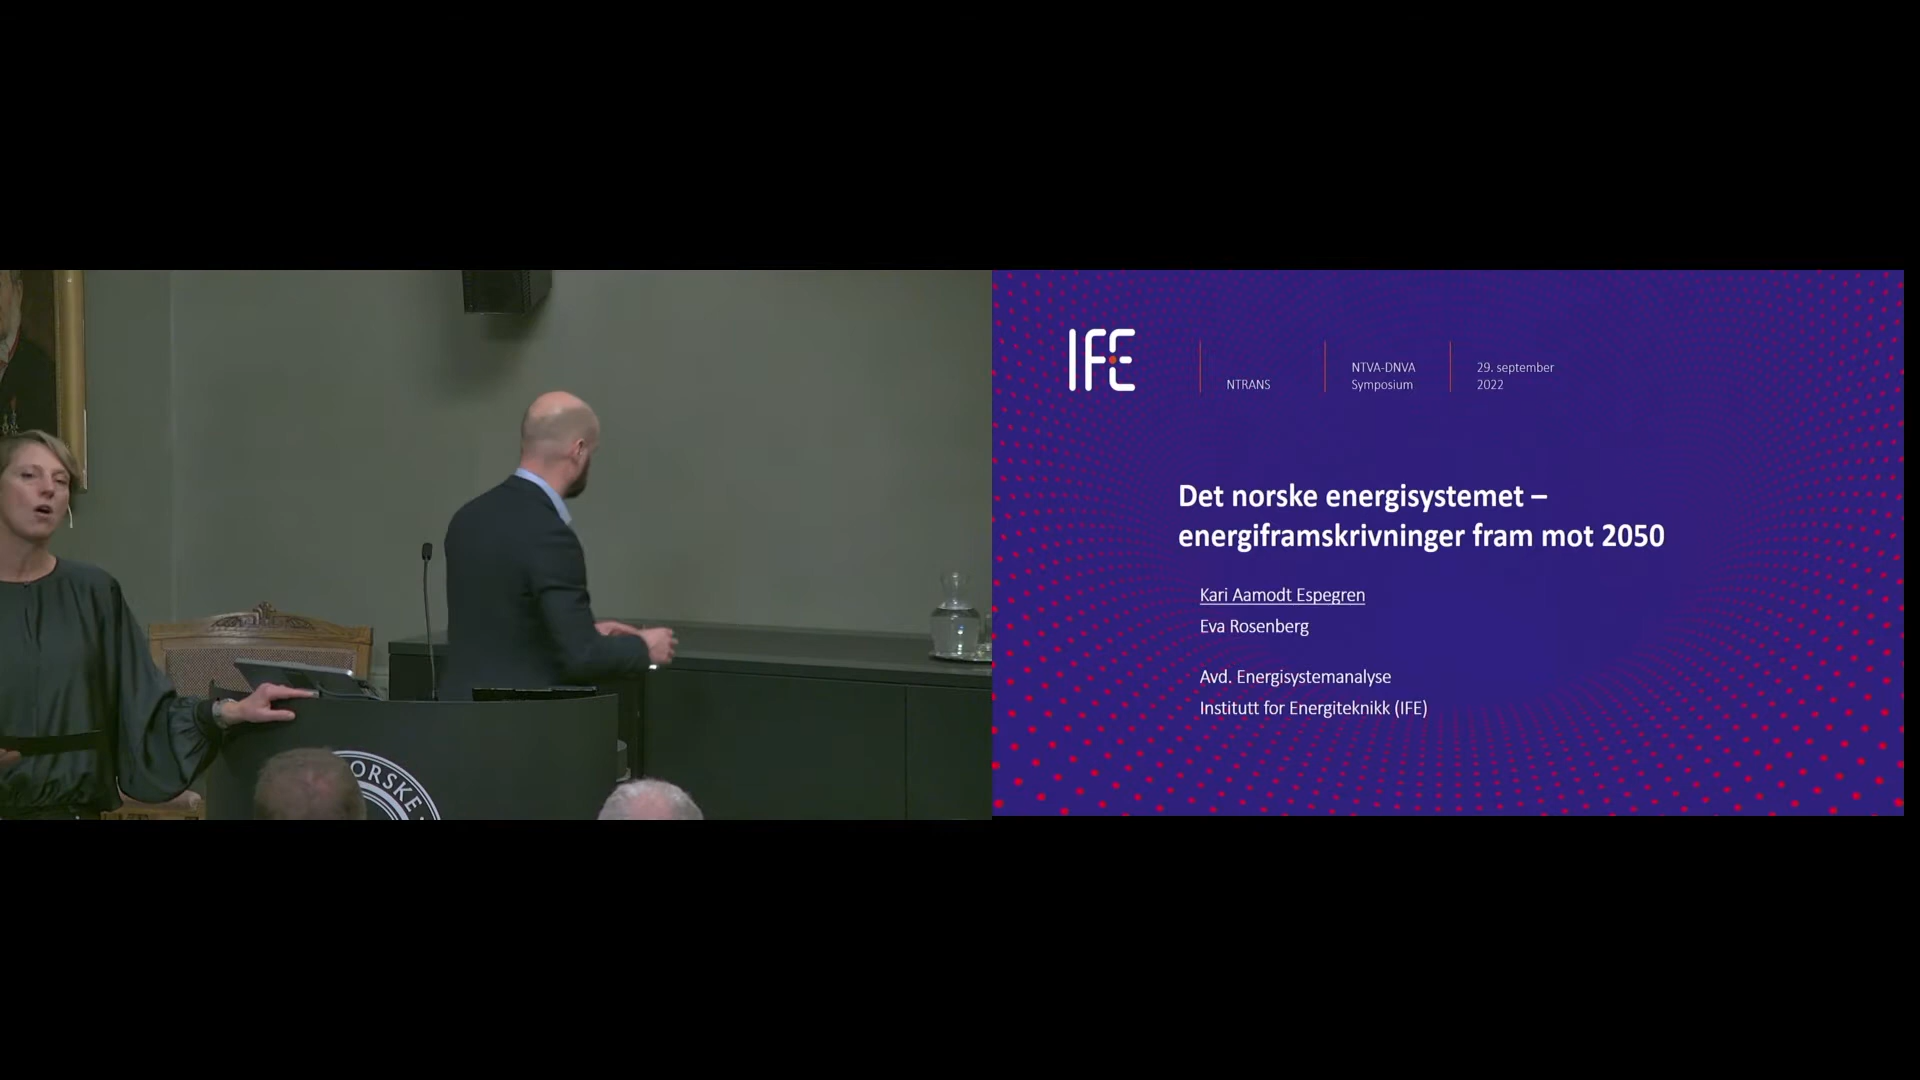 ORSKE
IFE
NTRANS
NTVA-DNVA
Symposium
29. september
2022
Det norske energisystemet –
energiframskrivninger fram mot 2050
Kari Aamodt Espegren
Eva Rosenberg
Avd. Energisystemanalyse
Institutt for Energiteknikk (IFE)